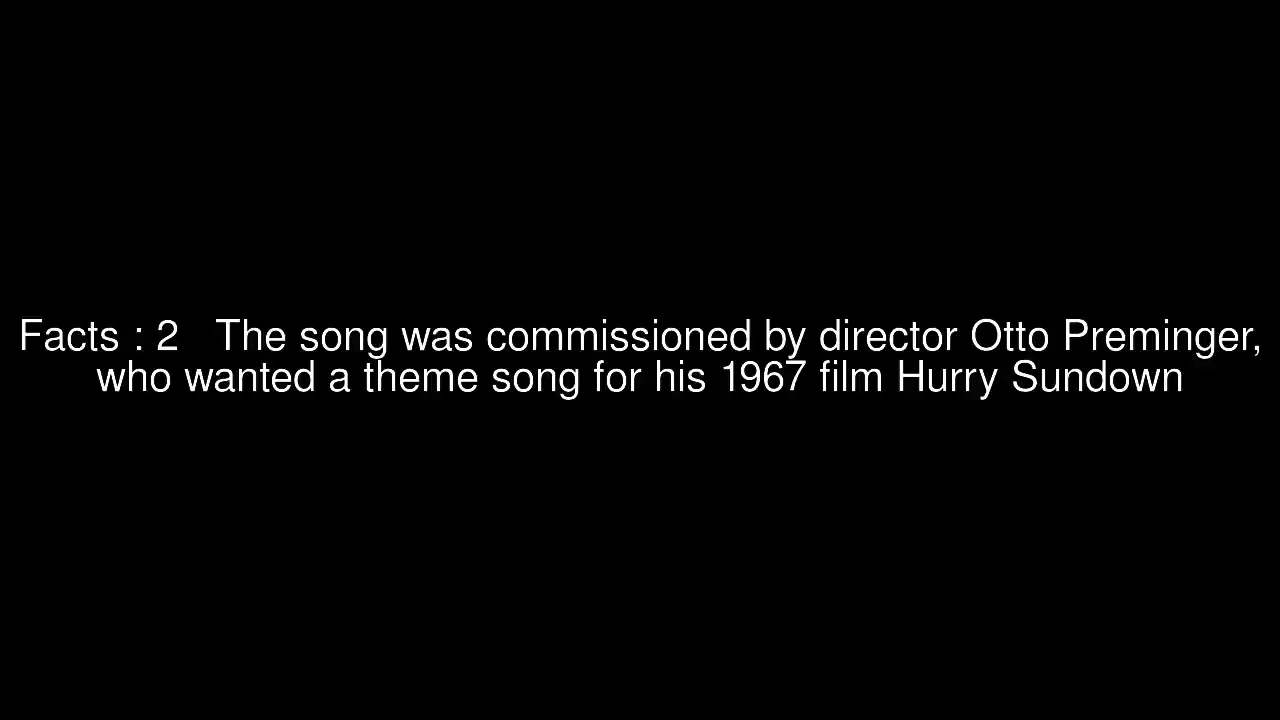 Facts : 2   The song was commissioned by director Otto Preminger,
who wanted a theme song for his 1967 film Hurry Sundown